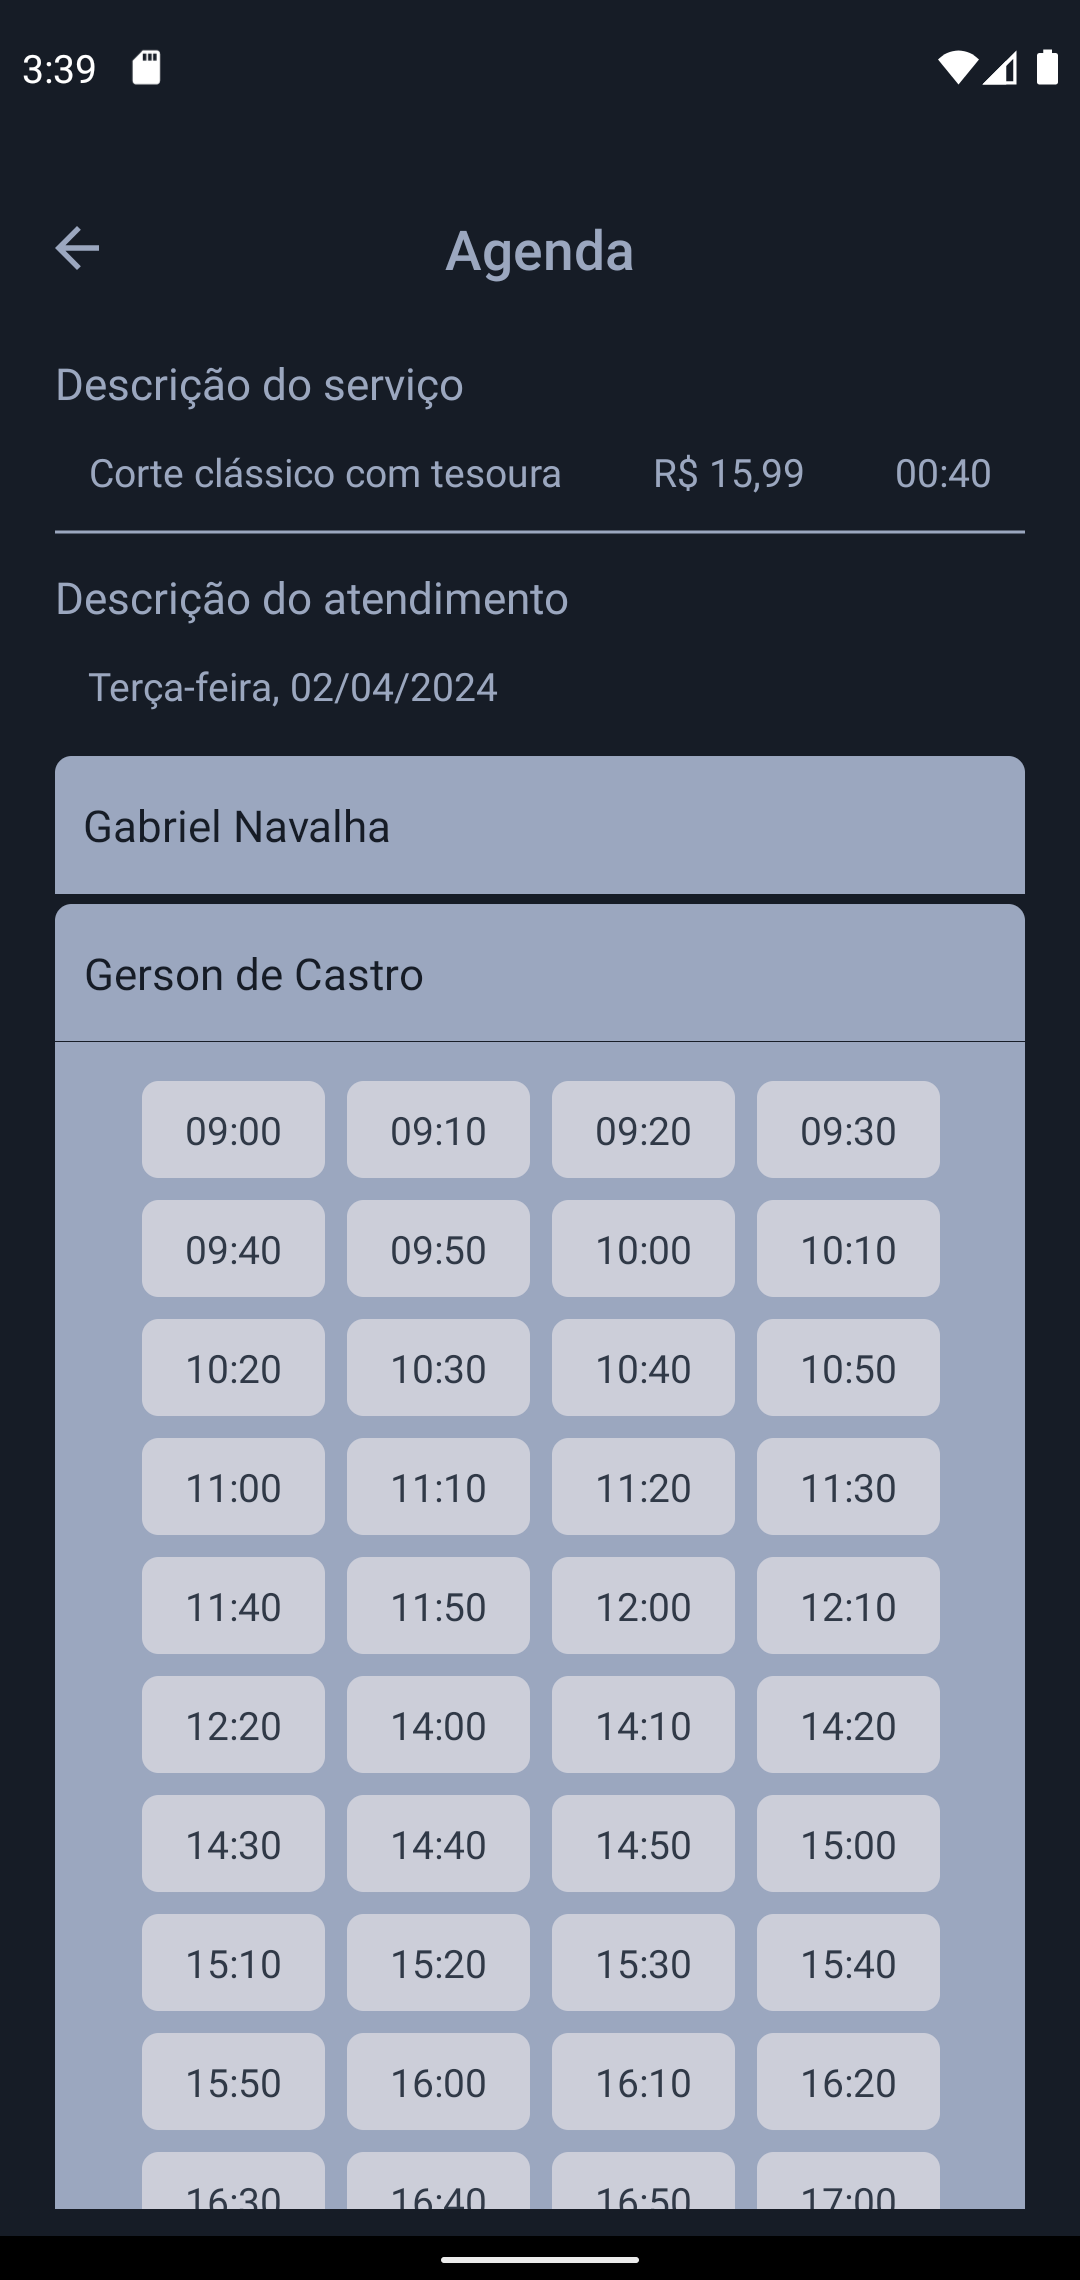 3:39
Agenda
Descrição do serviço
Corte clássico com tesoura R$ 15,99 00:40
Descrição do atendimento
Terça-feira, 02/04/2024
Gabriel Navalha
Gerson de Castro
09:00 09:10 09:20 09:30
09:40 09:50 10:00 10:10
10:20 10:30 10:40 10:50
11:00 11:10 11:20 11:30
11:40 11:50 12:00 12:10
12:20 14:00 14:10 14:20
14:30 14:40 14:50 15:00
15:10 15:20 15:30 15:40
15:50 16:00 16:10 16:20
16:30 16:40 16:50 17:00